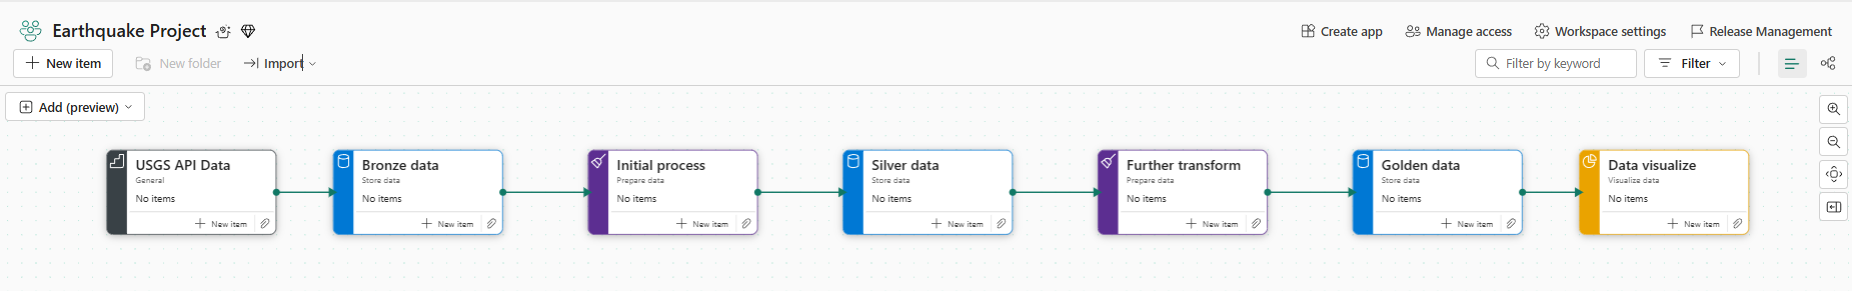 Earthquake Project
Create app
Manage access
Workspace settings
Release Management
New item
New folder
Import
Filter by keyword
Filter
Add (preview)
USGS API Data
General
No items
New item
Bronze data
Store data
No items
New item
Initial process
Prepare data
No items
New item
Silver data
Store data
No items
New item
Further transform
Prepare data
No items
New item
Golden data
Store data
No items
New item
Data visualize
Visualize data
No items
New item